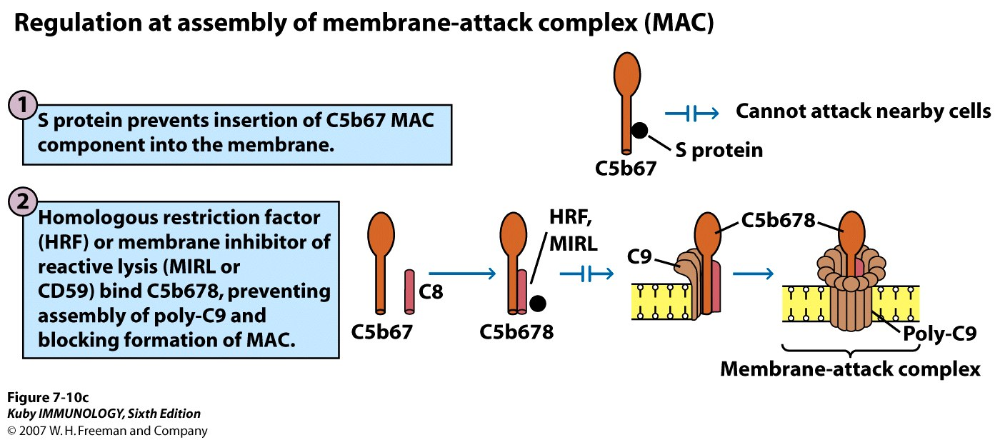 Regulation at assembly of membrane-attack complex (MAC)
1
S protein prevents insertion of C5b67 MAC
component into the membrane.
Cannot attack nearby cells
S protein
C5b67
2
Homologous restriction factor
(HRF) or membrane inhibitor of
reactive lysis (MIRL or
CD59) bind C5b678, preventing
assembly of poly-C9 and
blocking formation of MAC.
C5b67
C8
C5b678
HRF,
MIRL
C9
C5b678
Poly-C9
Membrane-attack complex
Figure 7-10c
Kuby IMMUNOLOGY, Sixth Edition
© 2007 W. H. Freeman and Company